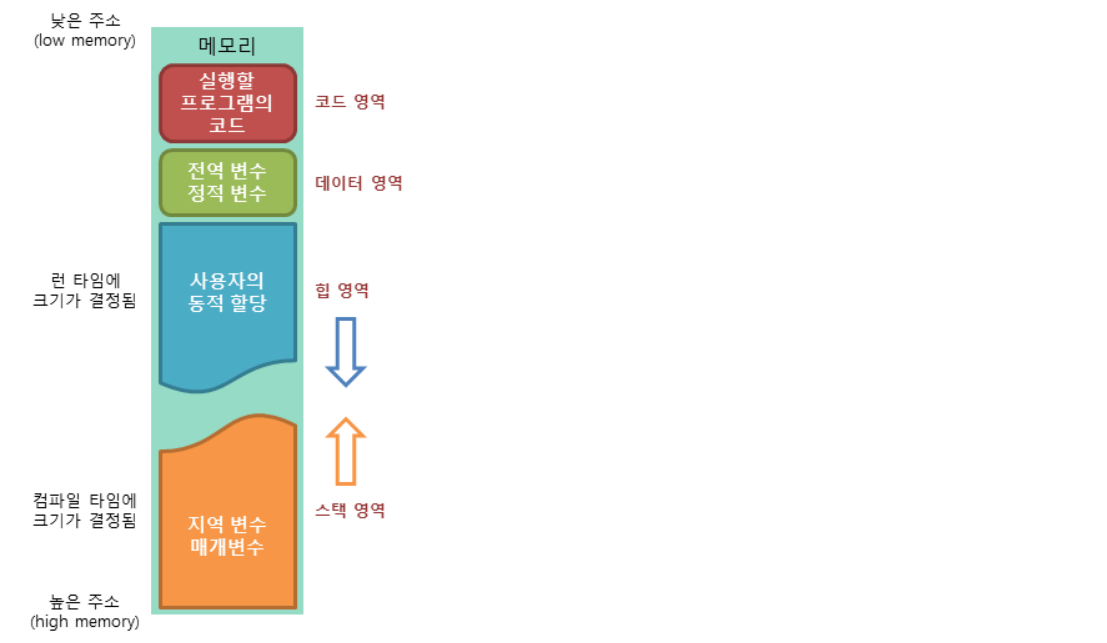 낮은 주소
(low memory)
메모리
실행할
프로그램의
코드
코드 영역
전역 변수
정적 변수
데이터 영역
런 타임에
크기가 결정됨
사용자의
동적 할당
힙 영역
컴파일 타임에
크기가 결정됨
지역 변수
매개변수
스택 영역
높은 주소
(high memory)